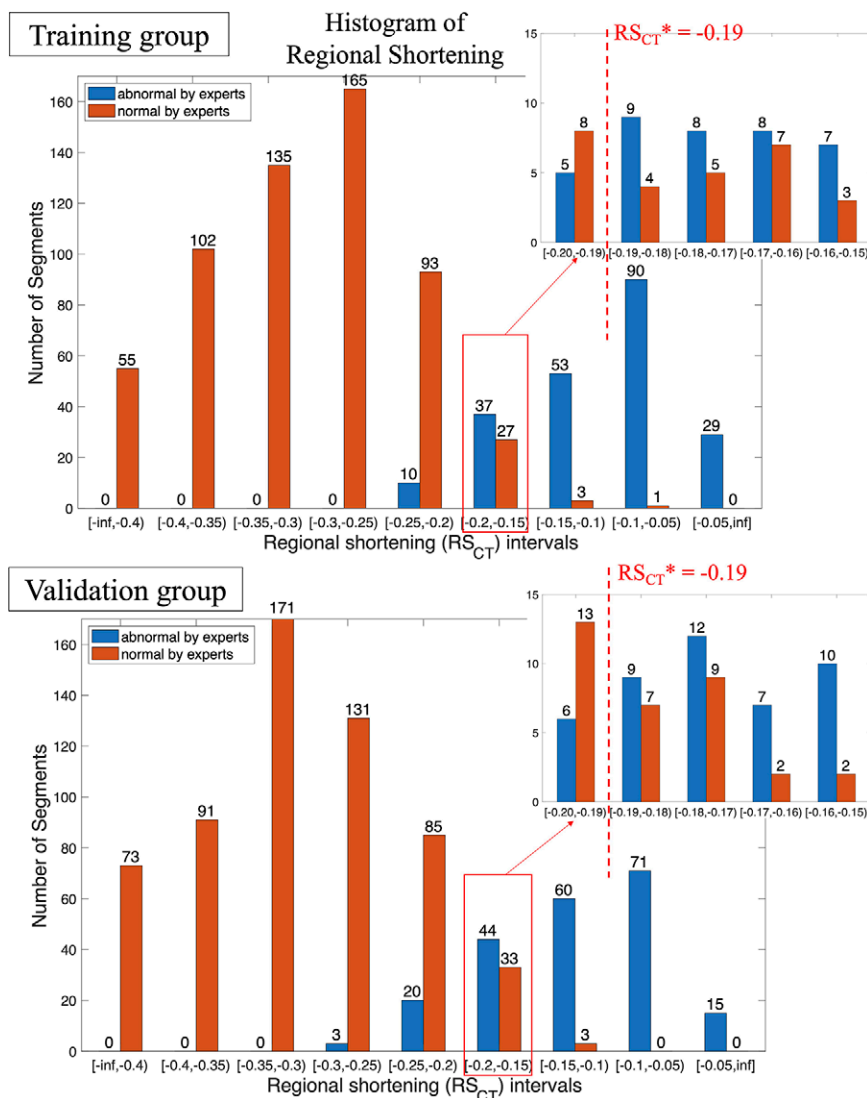 Training group
Histogram of
Regional Shortening
RS_CT* = -0.19
abnormal by experts
normal by experts
Number of Segments
160
140
120
100
80
60
40
20
0
0 55 0 102 0 135 0 165 10 93 37 27 53 3 90 1 29 0
[-inf,-0.4) [-0.4,-0.35) [-0.35,-0.3) [-0.3,-0.25) [-0.25,-0.2) [-0.2,-0.15) [-0.15,-0.1) [-0.1,-0.05) [-0.05,inf]
Regional shortening (RS_CT) intervals
15
10
5
0
5 8 9 4 8 5 8 7 7 3
[-0.20,-0.19) [-0.19,-0.18) [-0.18,-0.17) [-0.17,-0.16) [-0.16,-0.15)
Validation group
RS_CT* = -0.19
abnormal by experts
normal by experts
Number of Segments
160
140
120
100
80
60
40
20
0
0 73 0 91 0 171 3 131 20 85 44 33 60 3 71 0 15 0
[-inf,-0.4) [-0.4,-0.35) [-0.35,-0.3) [-0.3,-0.25) [-0.25,-0.2) [-0.2,-0.15) [-0.15,-0.1) [-0.1,-0.05) [-0.05,inf]
Regional shortening (RS_CT) intervals
15
10
5
0
6 13 9 7 12 9 7 2 10 2
[-0.20,-0.19) [-0.19,-0.18) [-0.18,-0.17) [-0.17,-0.16) [-0.16,-0.15)